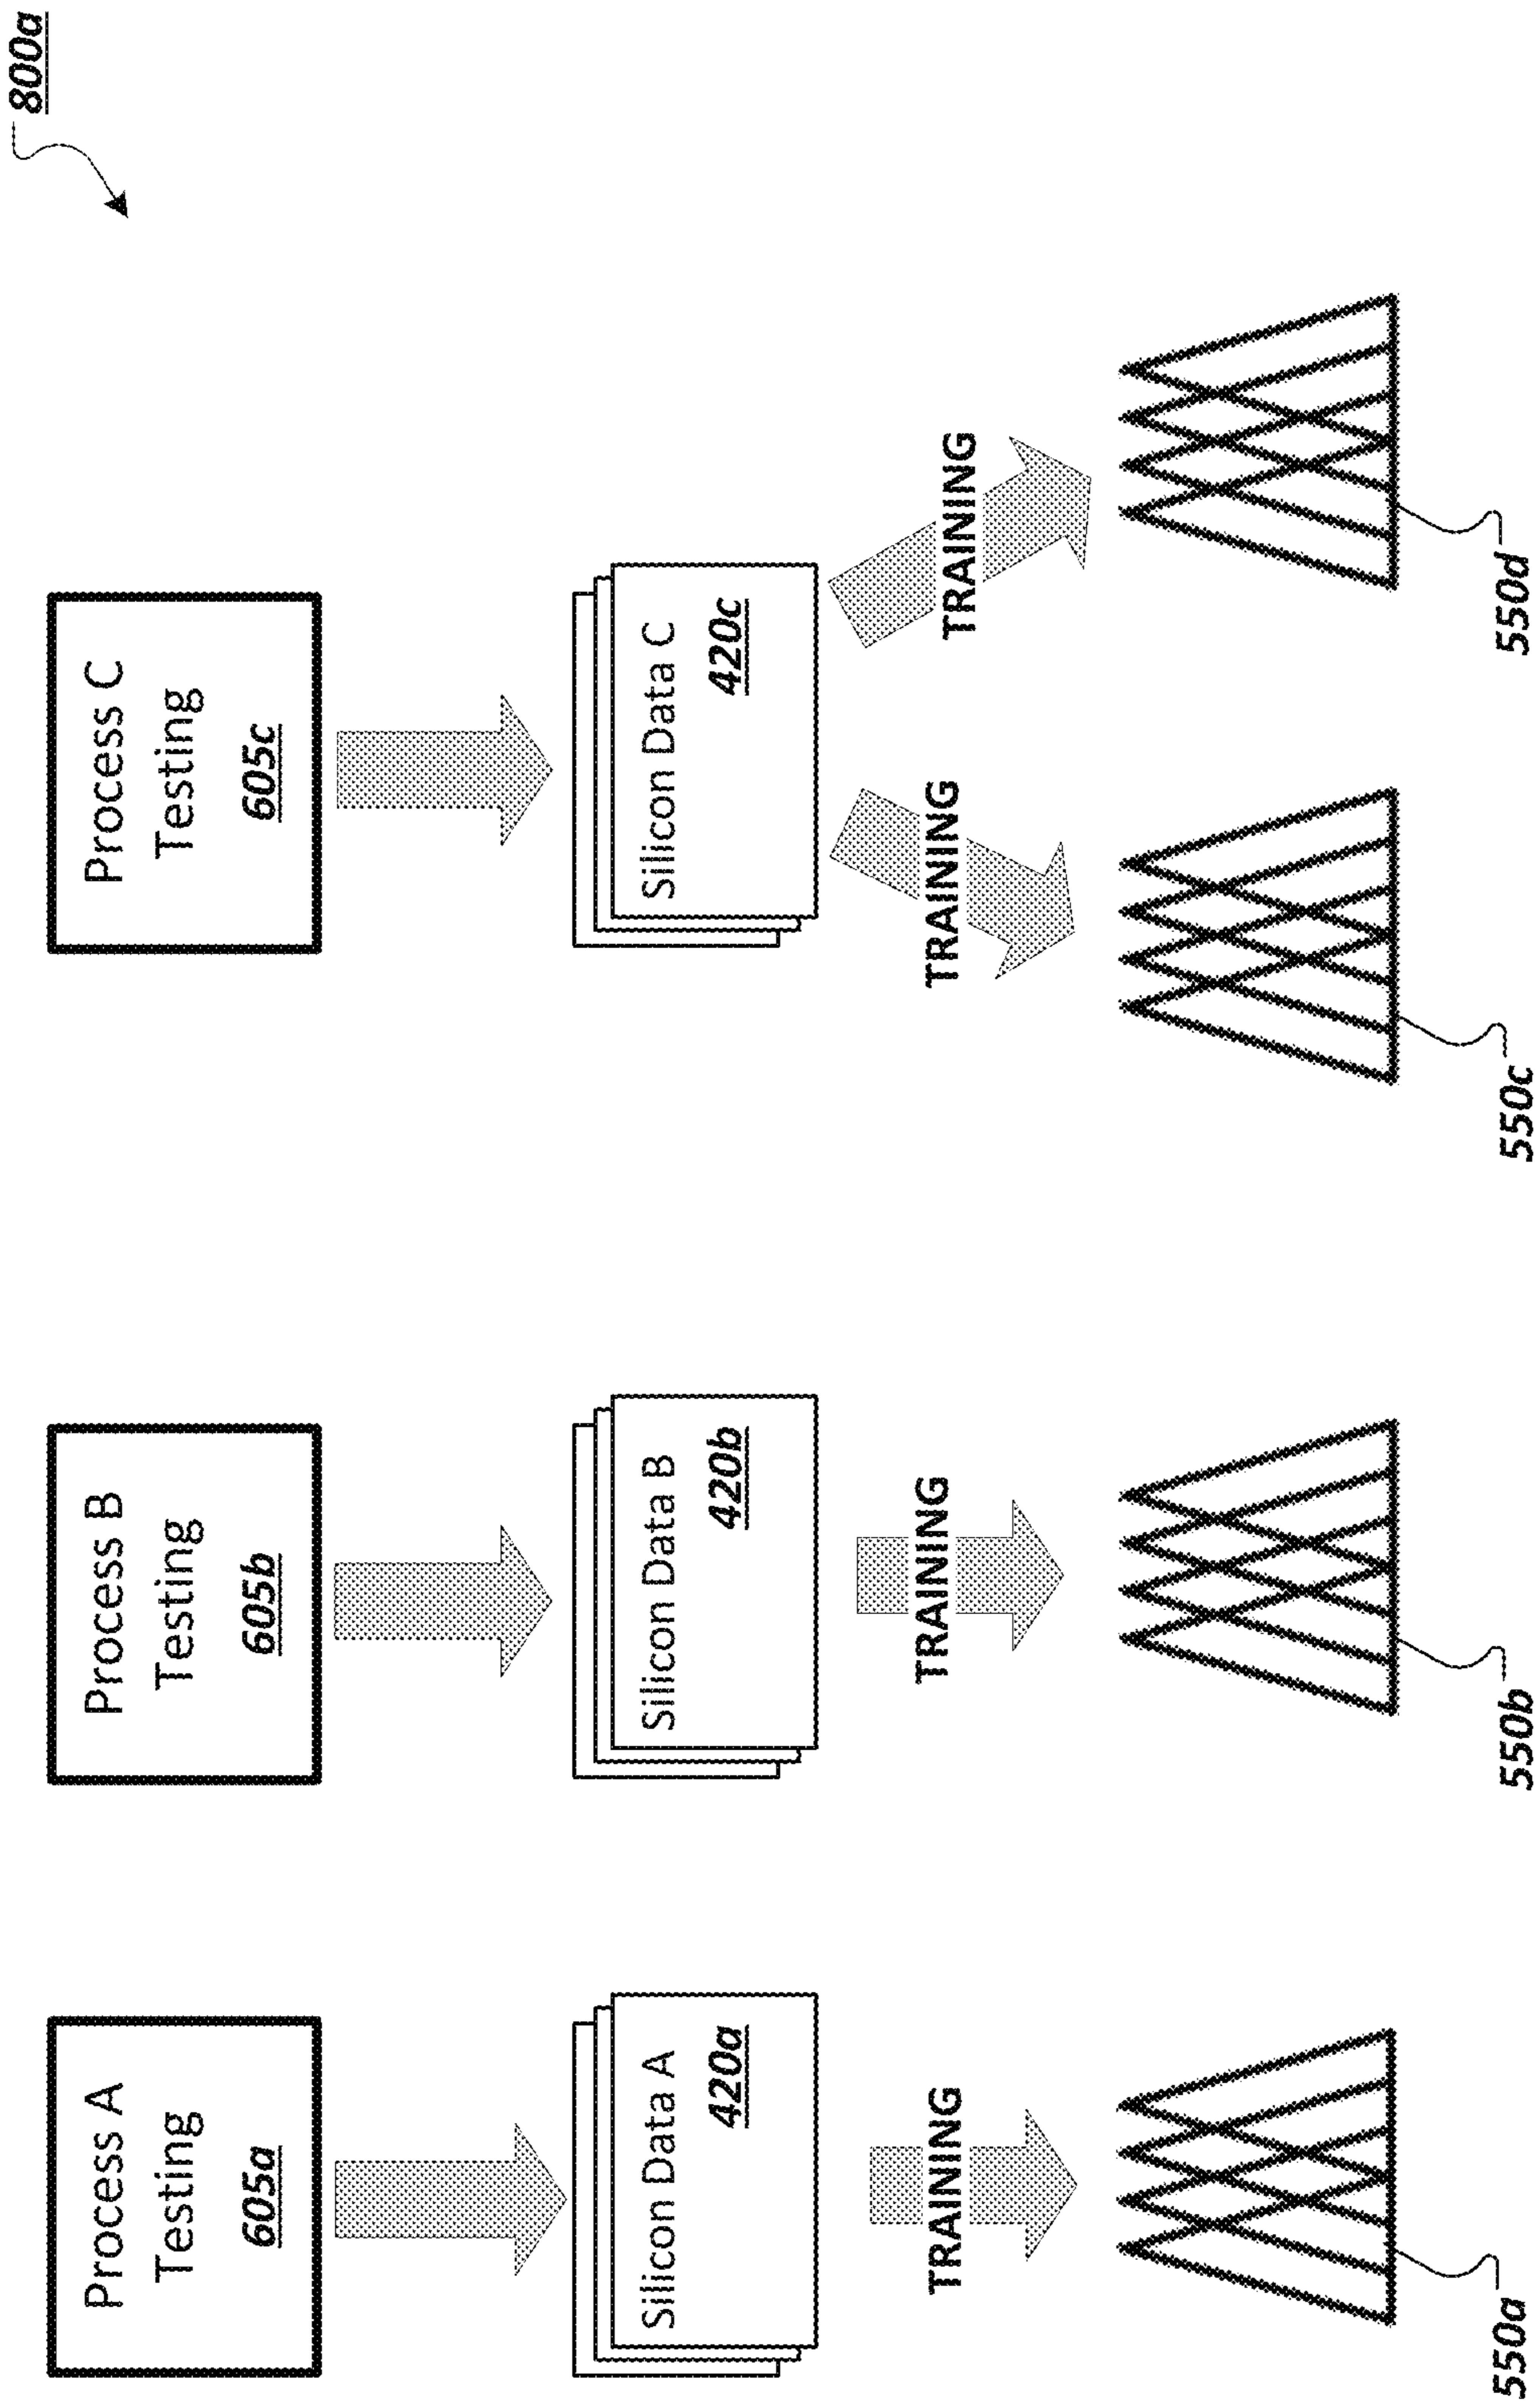 800a
Process A
Testing
605a
Process B
Testing
605b
Process C
Testing
605c
Silicon Data A
420a
Silicon Data B
420b
Silicon Data C
420c
TRAINING
TRAINING
TRAINING
TRAINING
550a
550b
550c
550d